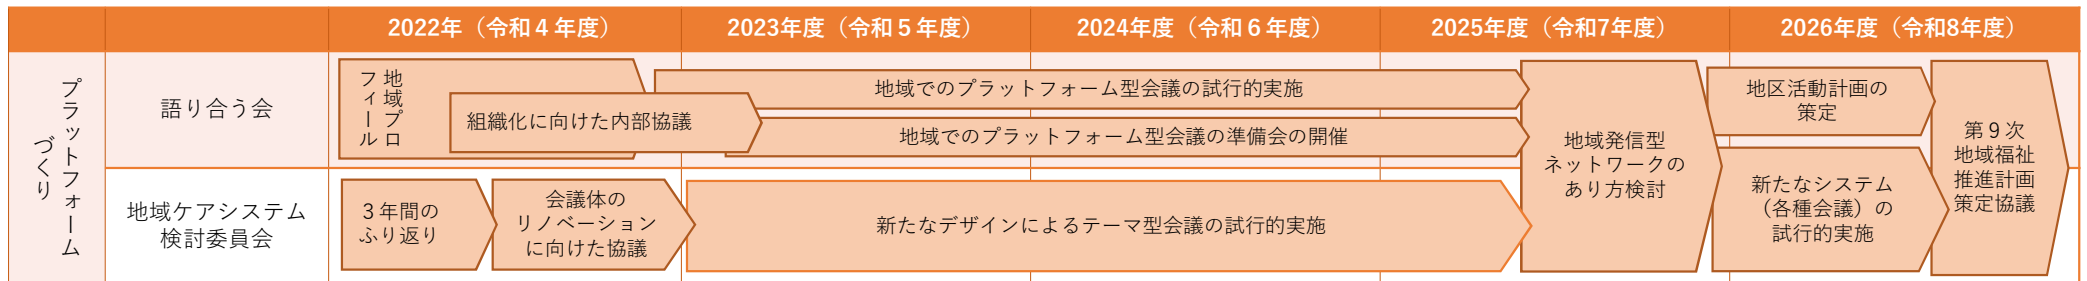 2022年（令和４年度）
2023年度（令和５年度）
2024年度（令和６年度）
2025年度（令和7年度）
2026年度（令和8年度）
プラットフォーム
づくり
語り合う会
地域プロ
フィール
組織化に向けた内部協議
地域でのプラットフォーム型会議の試行的実施
地域でのプラットフォーム型会議の準備会の開催
地域発信型
ネットワークの
あり方検討
地区活動計画の
策定
第９次
地域福祉
推進計画
策定協議
地域ケアシステム
検討委員会
３年間の
ふり返り
会議体の
リノベーション
に向けた協議
新たなデザインによるテーマ型会議の試行的実施
新たなシステム
（各種会議）の
試行的実施